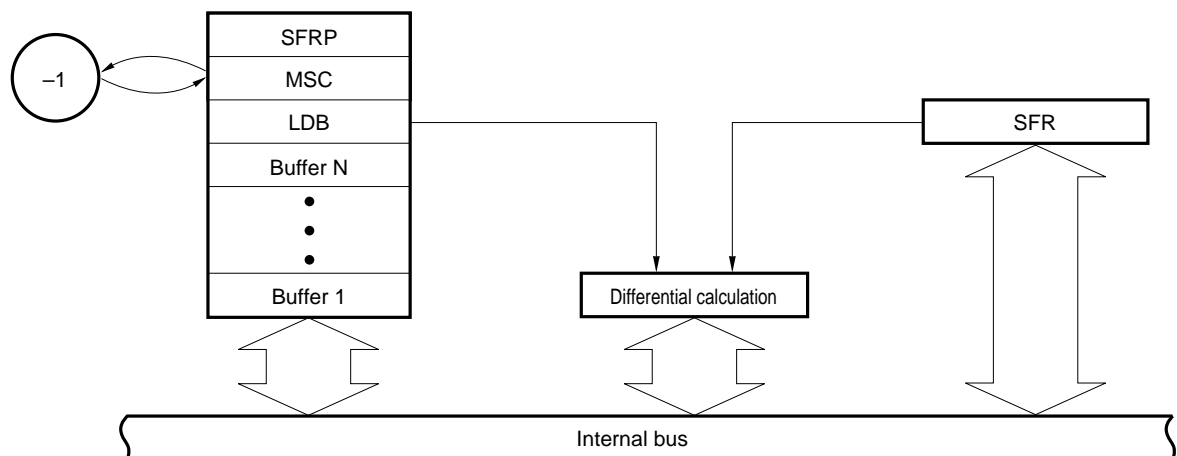 SFRP
–1
MSC
LDB
SFR
Buffer N
Buffer 1
Differential calculation
Internal bus